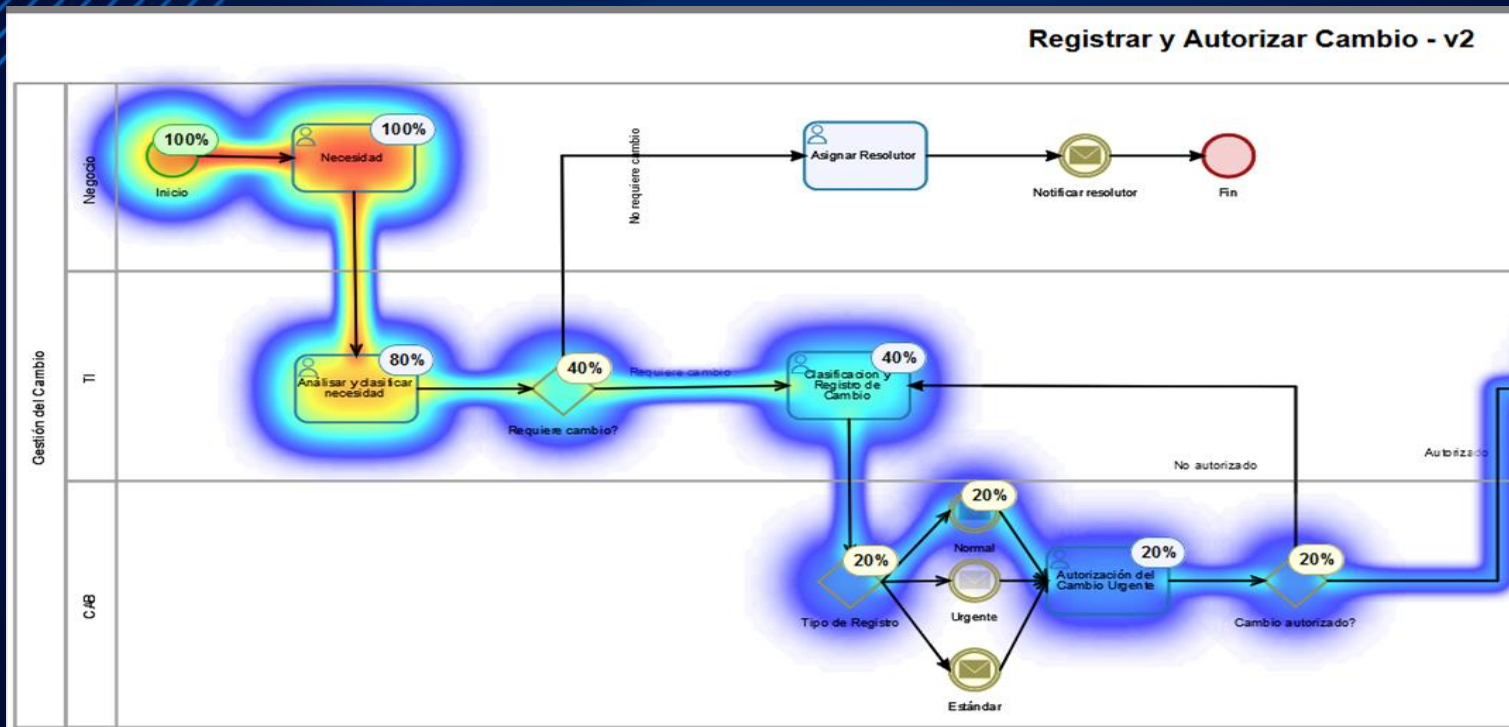 Registrar y Autorizar Cambio - v2
Gestión del Cambio
Negocio
100%
Inicio
100%
Necesidad
No requiere cambio
Asignar Resolutor
Notificar resolutor
Fin
TI
80%
Análisar y clasificar
necesidad
40%
Requiere cambio?
Requiere cambio
40%
Clasificacion y
Registro de
Cambio
No autorizado
Autorizado
CAB
20%
Tipo de Registro
20%
Normal
Urgente
Estándar
20%
Autorización del
Cambio Urgente
20%
Cambio autorizado?